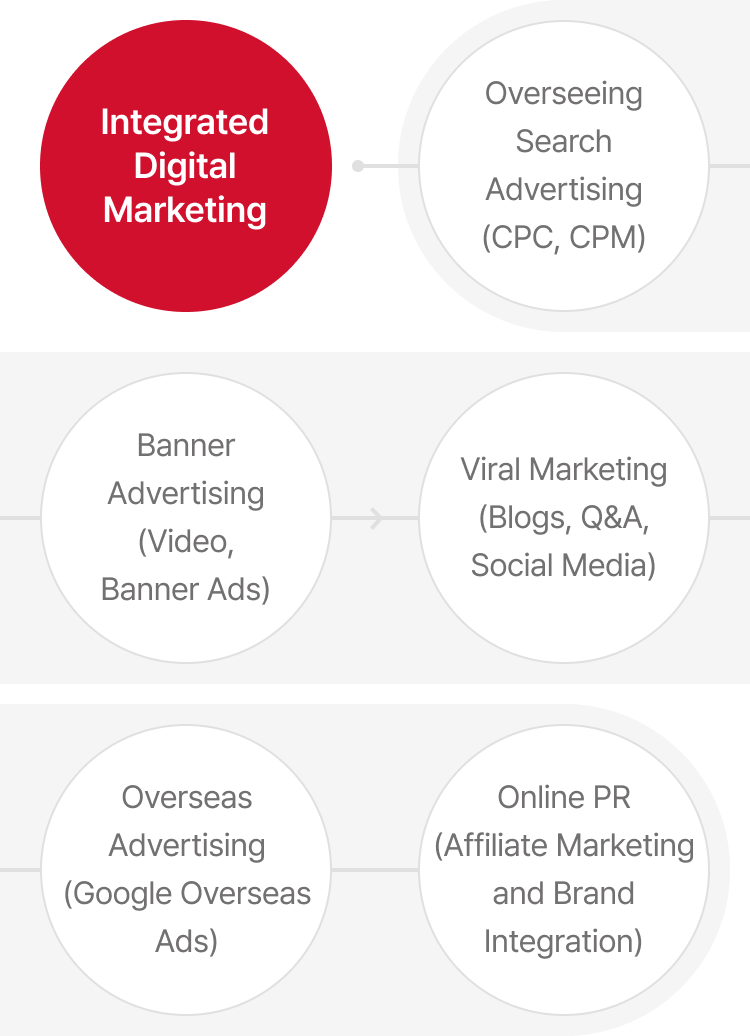 Integrated
Digital
Marketing
Overseeing
Search
Advertising
(CPC, CPM)
Banner
Advertising
(Video,
Banner Ads)
Viral Marketing
(Blogs, Q&A,
Social Media)
Overseas
Advertising
(Google Overseas
Ads)
Online PR
(Affiliate Marketing
and Brand
Integration)